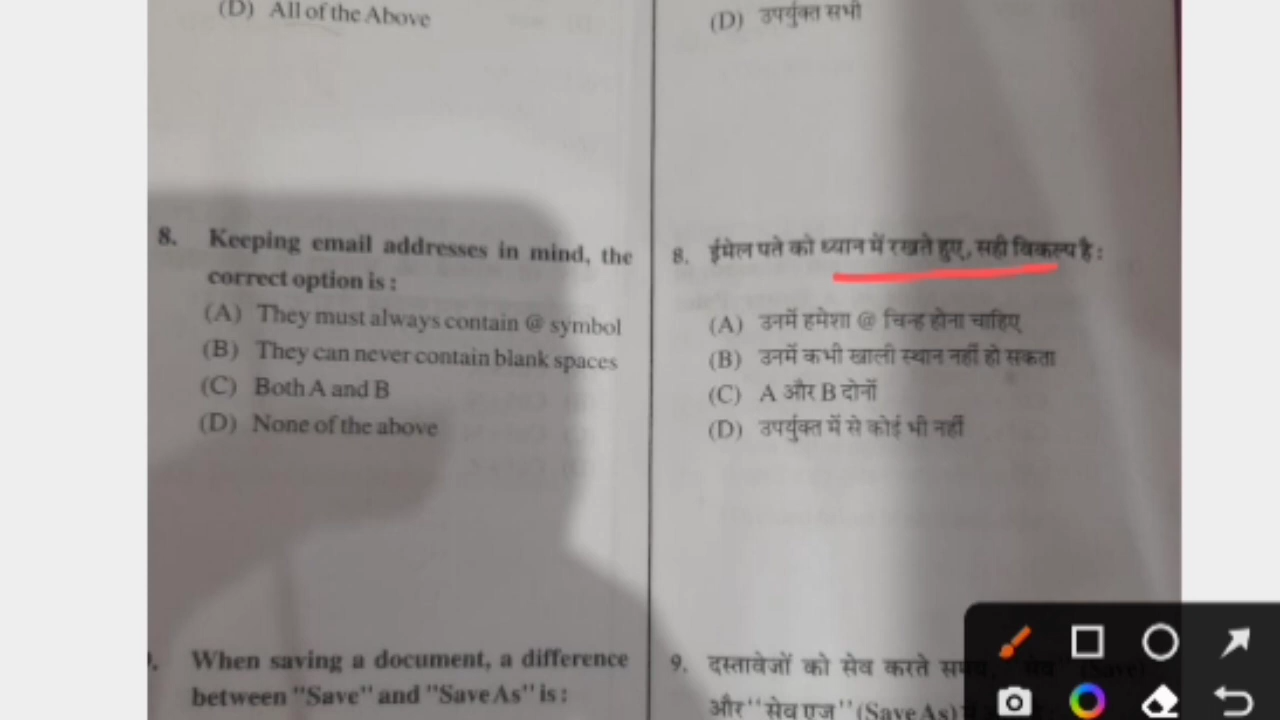 (D) All of the Above
8. Keeping email addresses in mind, the
correct option is :
(A) They must always contain @ symbol
(B) They can never contain blank spaces
(C) Both A and B
(D) None of the above
When saving a document, a difference
between "Save" and "Save As" is :
(D) उपर्युक्त सभी
8. ईमेल पते को ध्यान में रखते हुए, सही विकल्प है :
(A) उनमें हमेशा @ चिन्ह होना चाहिए
(B) उनमें कभी खाली स्थान नहीं हो सकता
(C) A और B दोनों
(D) उपर्युक्त में से कोई भी नहीं
9. दस्तावेजों को सेव करते
और "सेव एज" (Save As)